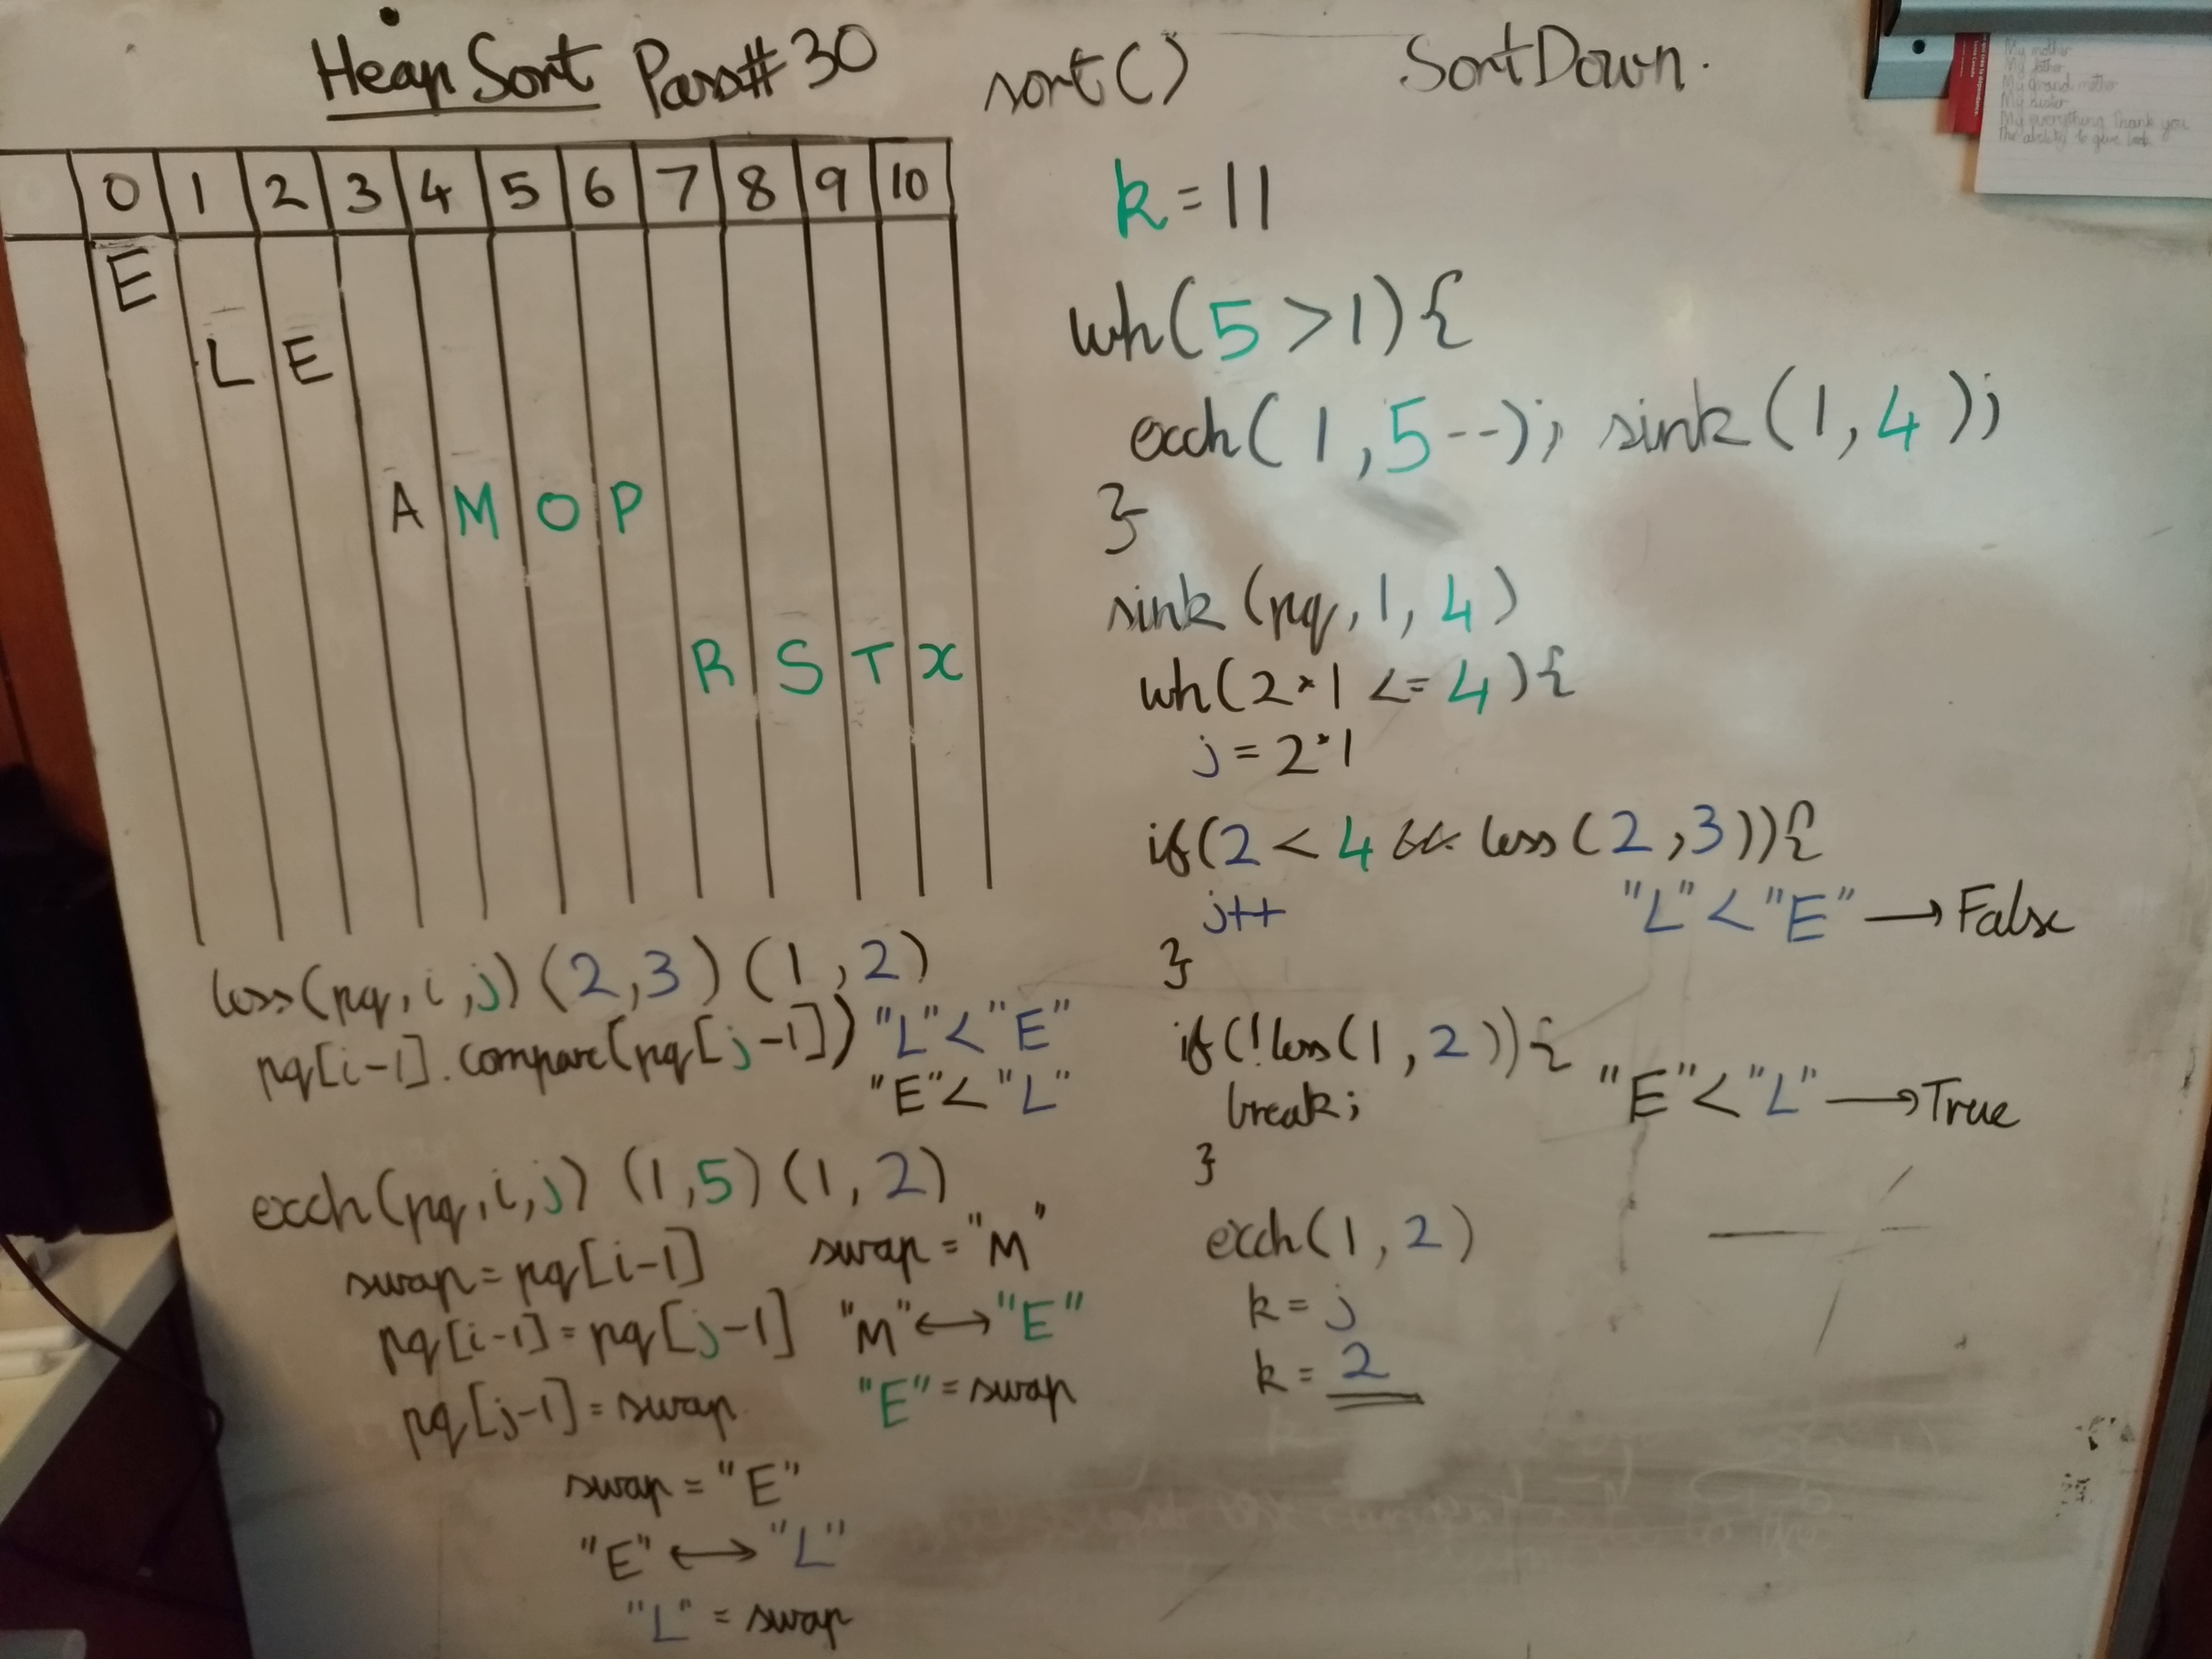 Heap Sort Pass#30
sort()
SortDown.
0 1 2 3 4 5 6 7 8 9 10
E
L E
A M O P
R S T X
less(pq, i, j) (2,3) (1,2)
pq[i-1].compare(pq[j-1]) "L" < "E"
"E" < "L"
exch(pq, i, j) (1,5) (1,2)
swap = pq[i-1] swap = "M"
pq[i-1] = pq[j-1] "M" ↔ "E"
pq[j-1] = swap "E" = swap
swap = "E"
"E" ↔ "L"
"L" = swap
k = 11
wh(5 > 1){
exch(1, 5--); sink(1, 4);
}
sink(pq, 1, 4)
wh(2*1 <= 4){
j = 2*1
if(2 < 4 && less(2,3)){
j++ "L" < "E" → False
}
if(!less(1, 2)){
break; "E" < "L" → True
}
exch(1, 2)
k = j
k = 2
My mother
My father
My grand mother
My sister
My everything Thank you
the ability to give